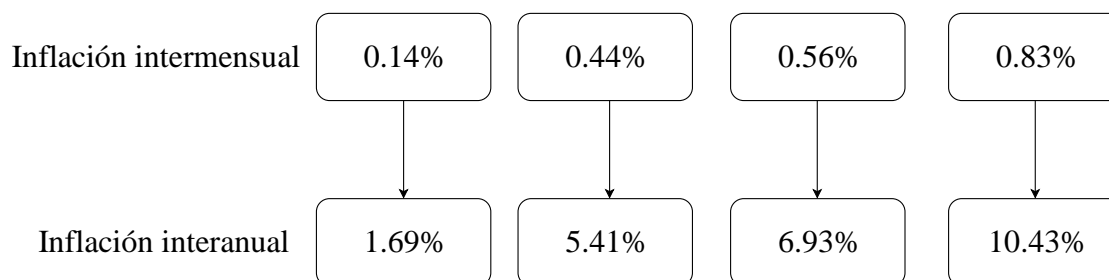 Inflación intermensual 0.14% 0.44% 0.56% 0.83%
Inflación interanual 1.69% 5.41% 6.93% 10.43%